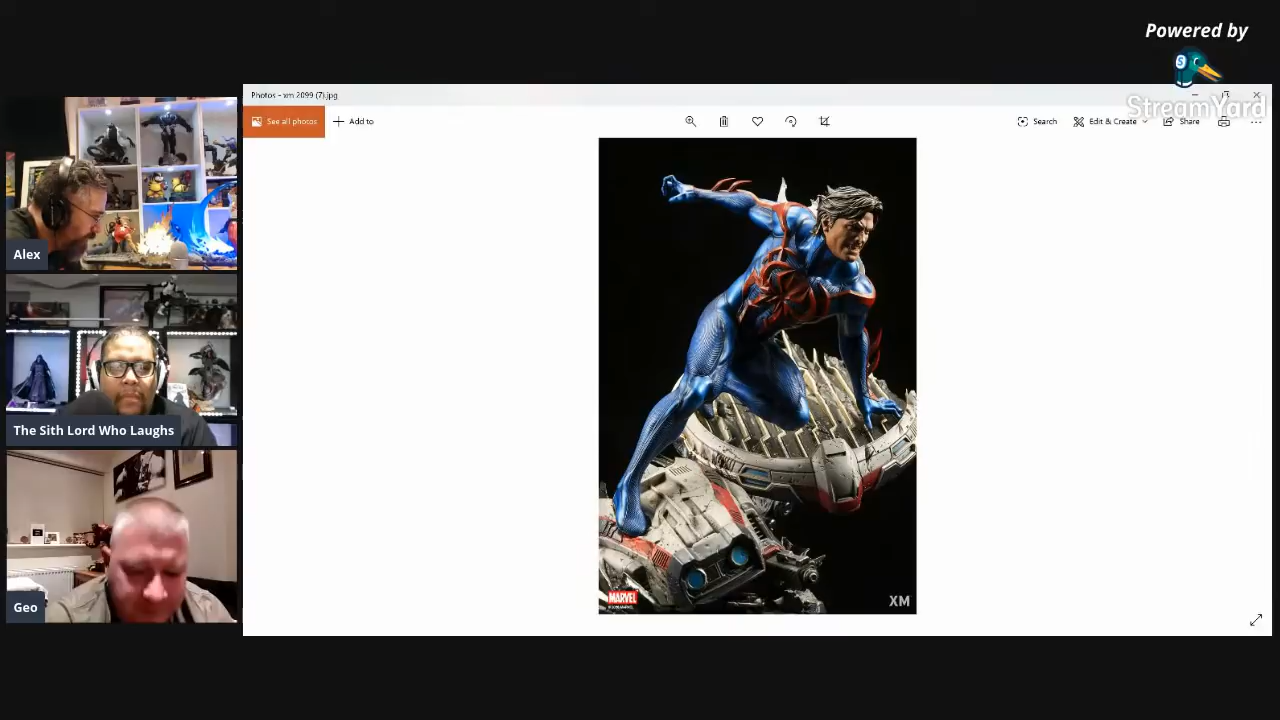 Powered by
StreamYard
Photos - xm 2099 (7).jpg
See all photos
Add to
Search
Edit & Create
Share
Alex
The Sith Lord Who Laughs
Geo
MARVEL
XM